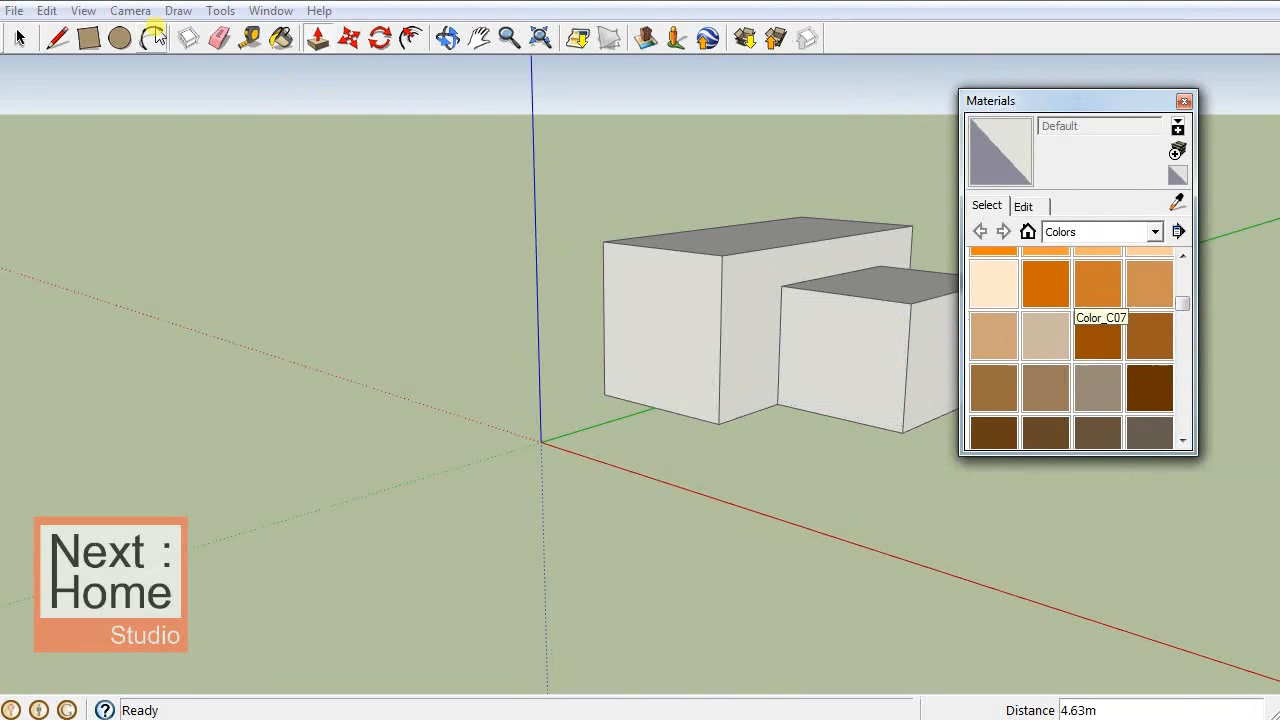 File Edit View Camera Draw Tools Window Help
Materials
Default
Select Edit
Colors
Color_C07
Next :
Home
Studio
Ready
Distance 4.63m